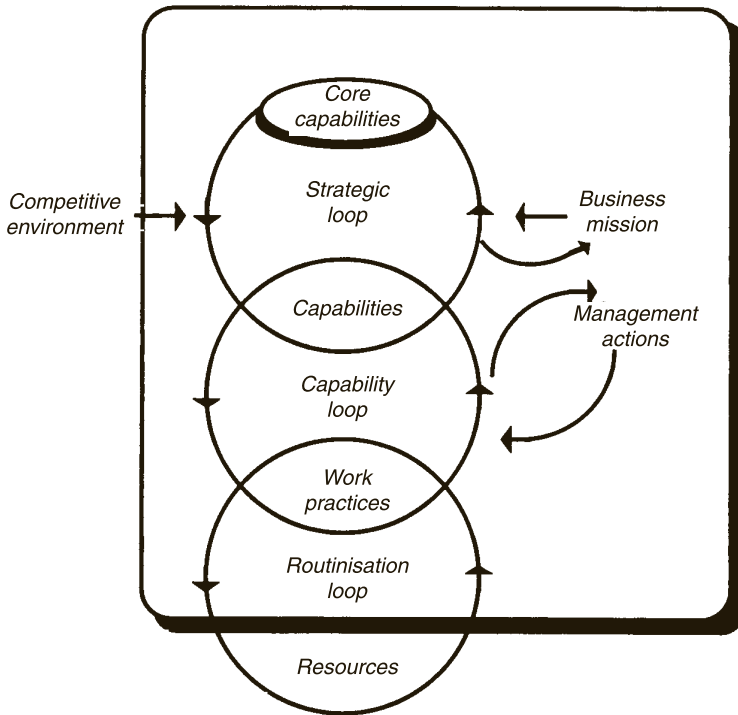 Core
capabilities
Strategic
loop
Competitive
environment
Business
mission
Capabilities
Management
actions
Capability
loop
Work
practices
Routinisation
loop
Resources